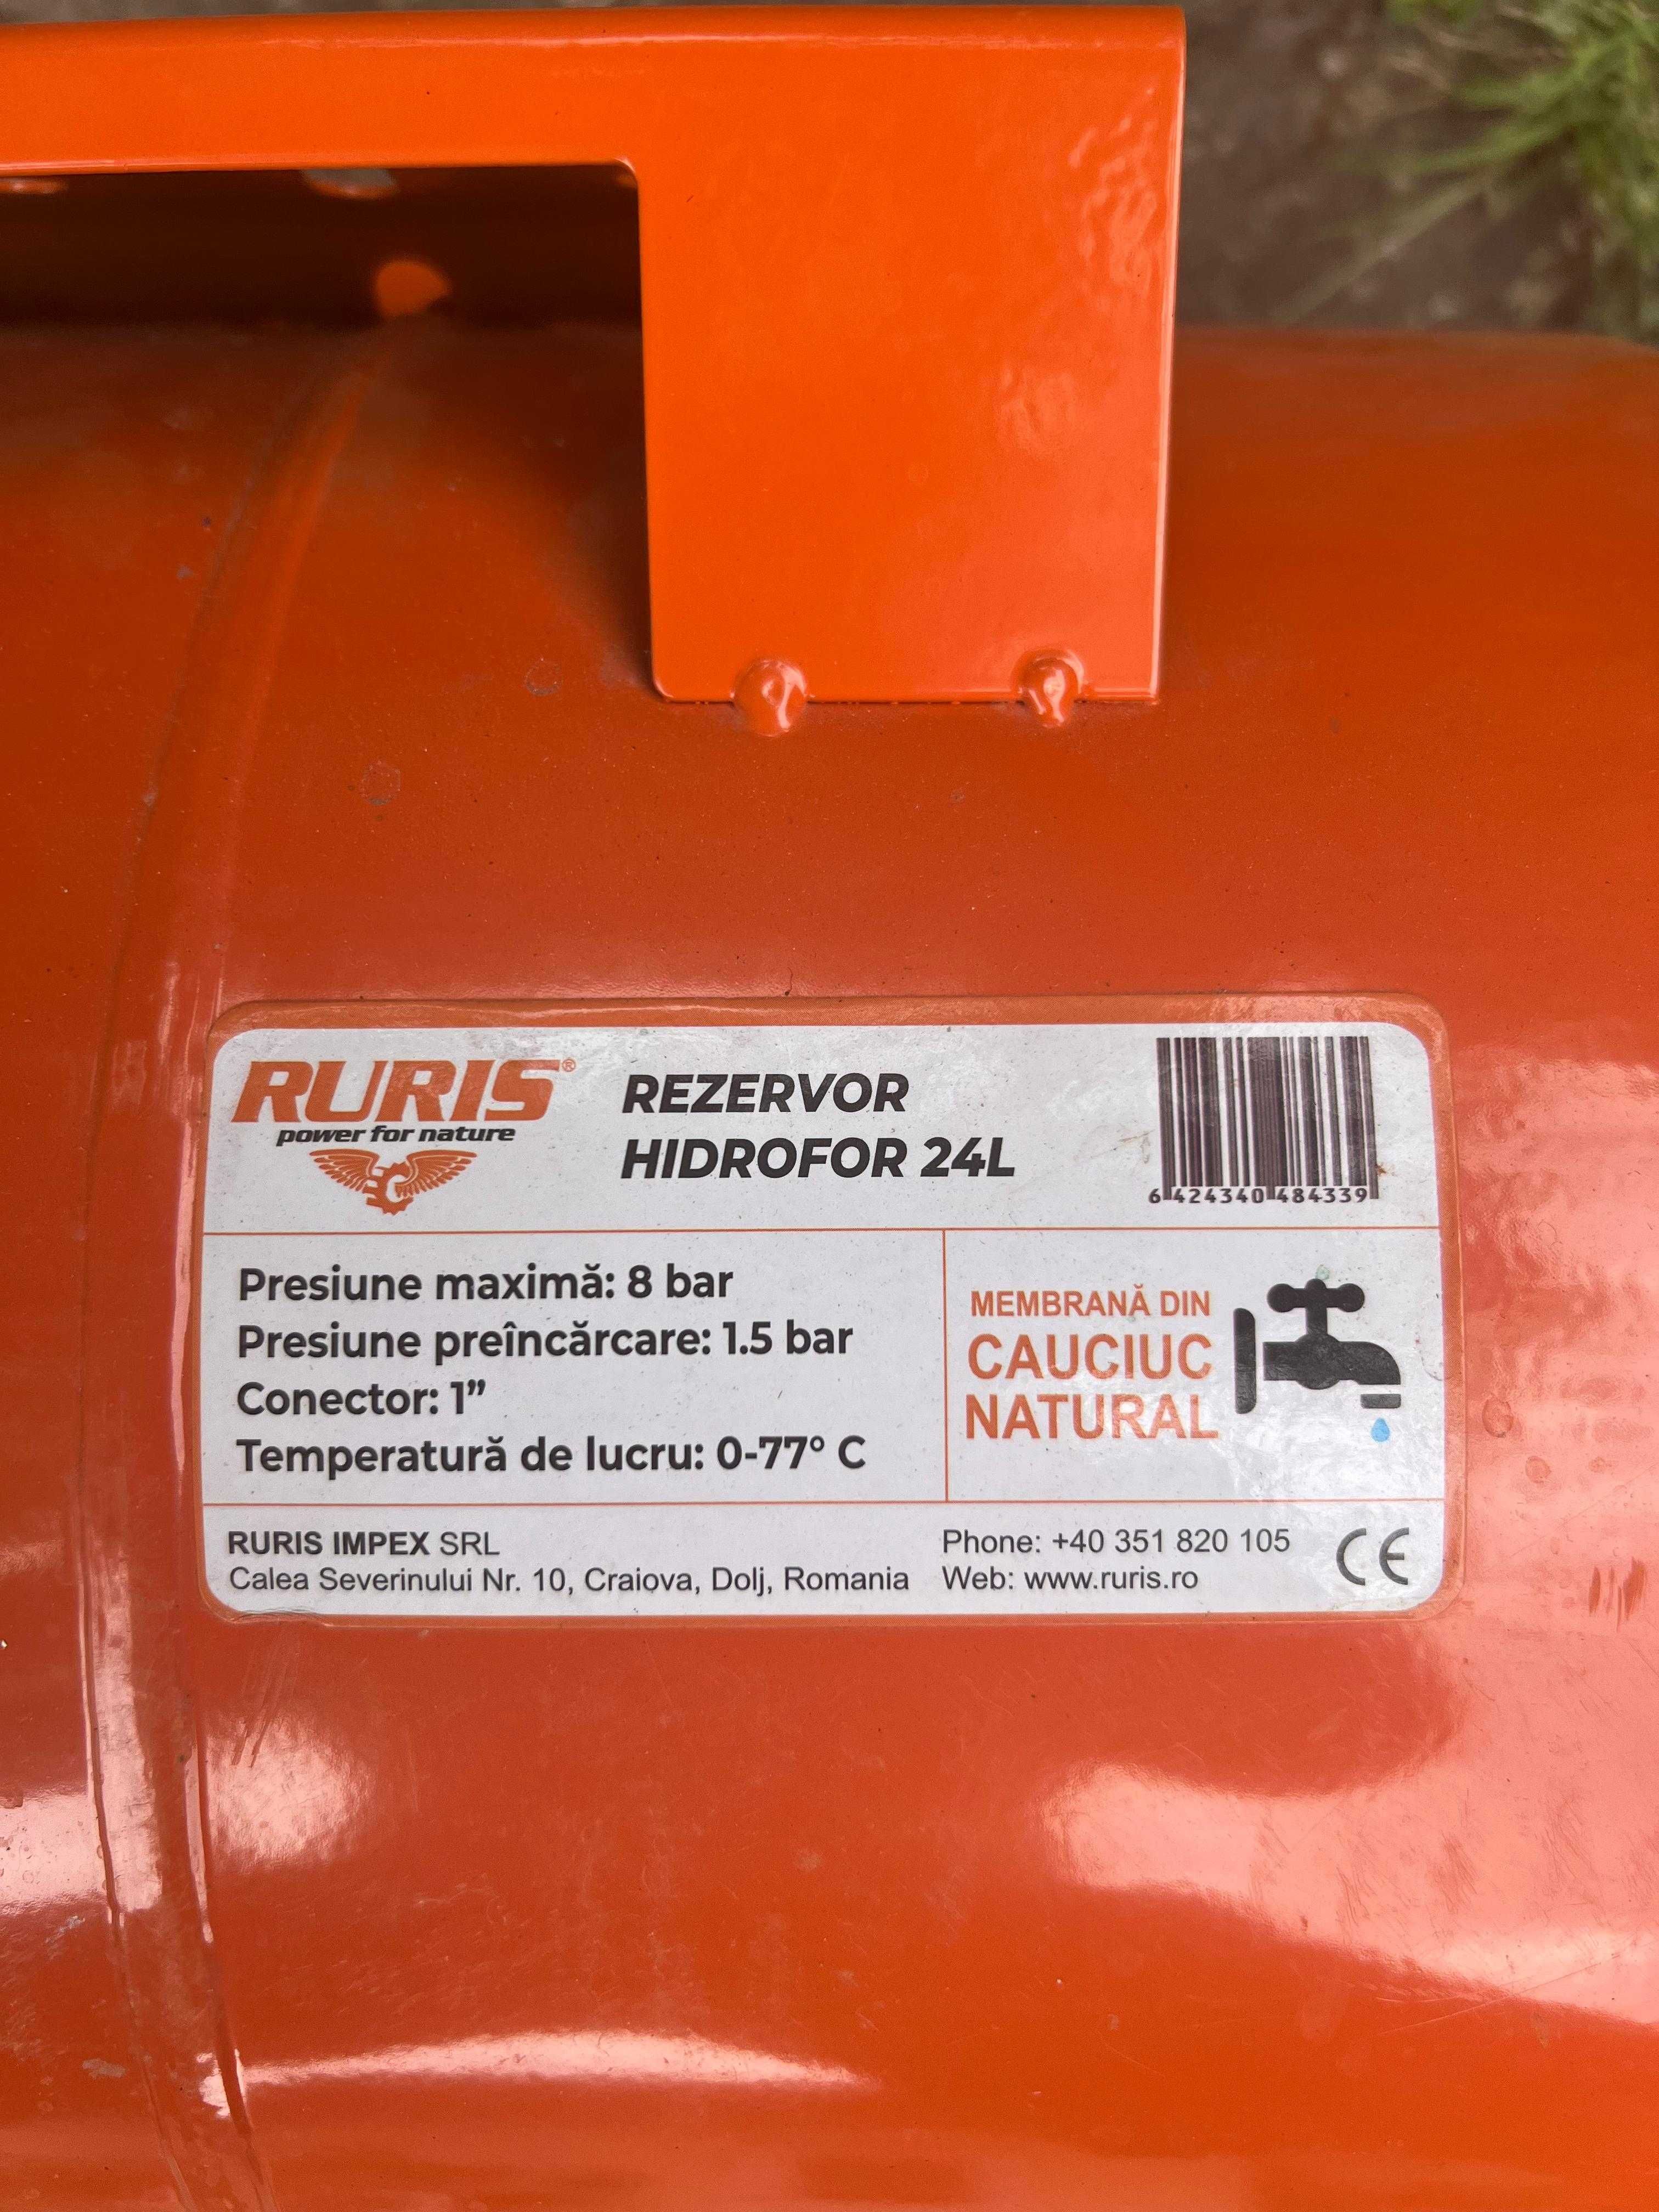 RURIS®
power for nature
REZERVOR
HIDROFOR 24L
6 424340 484339
Presiune maximă: 8 bar
Presiune preîncărcare: 1.5 bar
Conector: 1”
Temperatură de lucru: 0-77° C
MEMBRANĂ DIN
CAUCIUC
NATURAL
RURIS IMPEX SRL
Calea Severinului Nr. 10, Craiova, Dolj, Romania
Phone: +40 351 820 105
Web: www.ruris.ro
CE